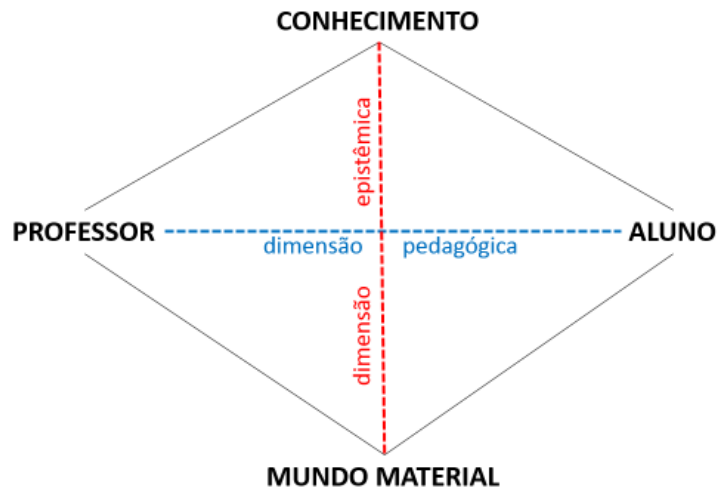 CONHECIMENTO
epistêmica
PROFESSOR
ALUNO
dimensão pedagógica
dimensão
MUNDO MATERIAL